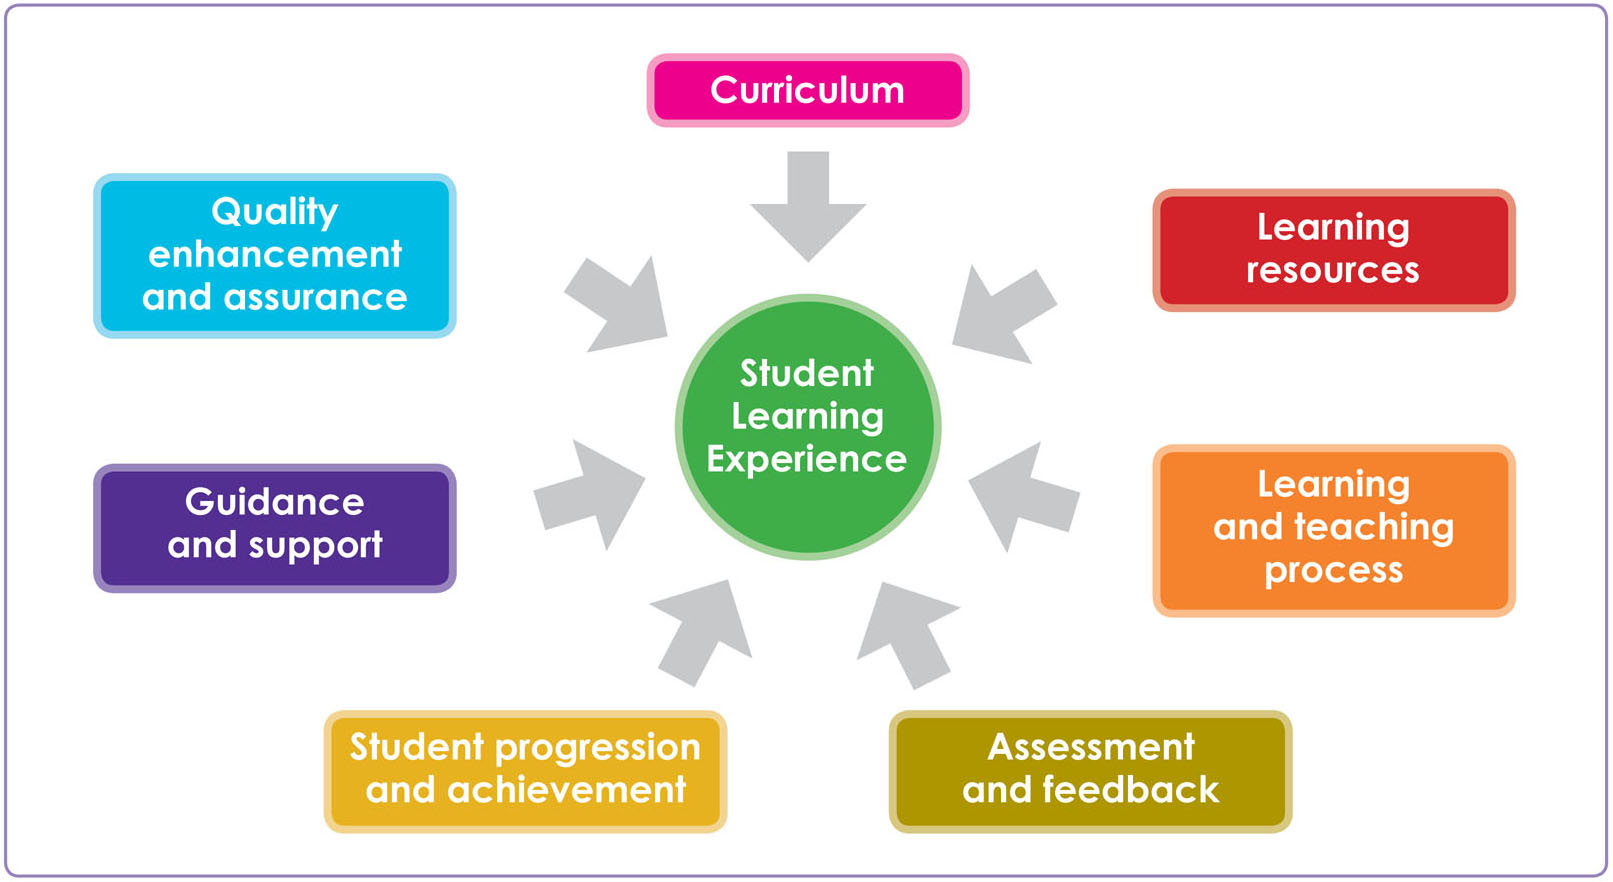 Curriculum
Quality
enhancement
and assurance
Learning
resources
Student
Learning
Experience
Guidance
and support
Learning
and teaching
process
Student progression
and achievement
Assessment
and feedback